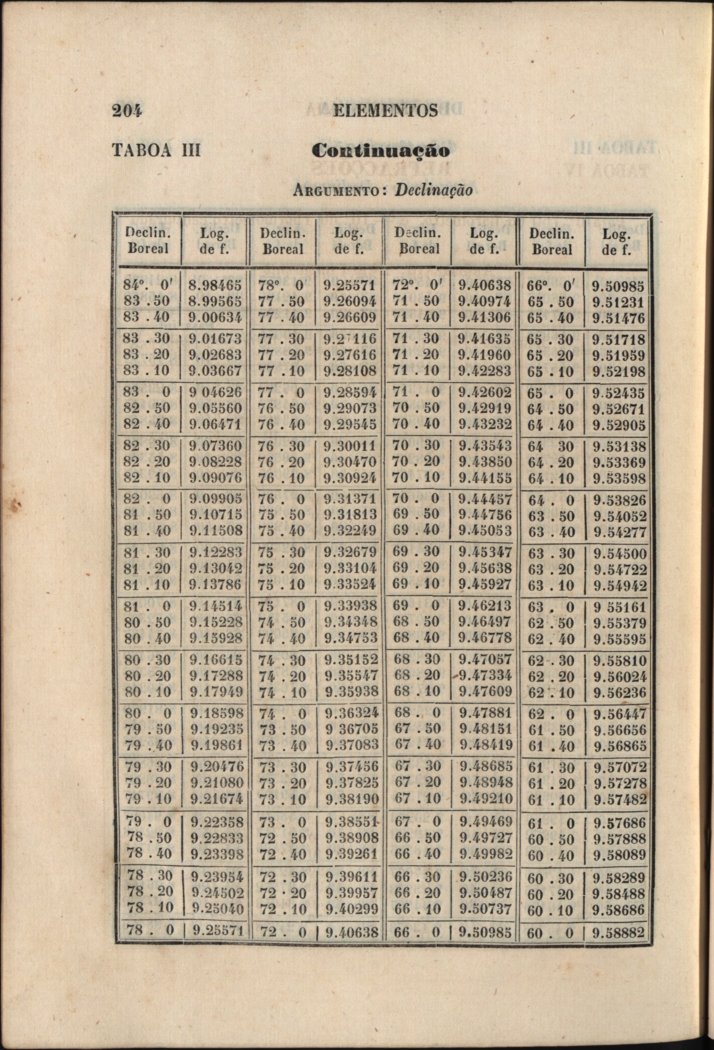 204 ELEMENTOS
TABOA III Continuação
ARGUMENTO: Declinação
Declin. Log. Declin. Log. Declin. Log. Declin. Log.
Boreal de f. Boreal de f. Boreal de f. Boreal de f.
84º. 0' 8.98465 78º. 0 9.25571 72º. 0' 9.40638 66º. 0' 9.50985
83 . 50 8.99565 77 . 50 9.26094 71 . 50 9.40974 65 . 50 9.51231
83 . 40 9.00634 77 . 40 9.26609 71 . 40 9.41306 65 . 40 9.51476
83 . 30 9.01673 77 . 30 9.27116 71 . 30 9.41635 65 . 30 9.51718
83 . 20 9.02683 77 . 20 9.27616 71 . 20 9.41960 65 . 20 9.51959
83 . 10 9.03667 77 . 10 9.28108 71 . 10 9.42283 65 . 10 9.52198
83 . 0 9 04626 77 . 0 9.28594 71 . 0 9.42602 65 . 0 9.52435
82 . 50 9.05560 76 . 50 9.29073 70 . 50 9.42919 64 . 50 9.52671
82 . 40 9.06471 76 . 40 9.29545 70 . 40 9.43232 64 . 40 9.52905
82 . 30 9.07360 76 . 30 9.30011 70 . 30 9.43543 64 30 9.53138
82 . 20 9.08228 76 . 20 9.30470 70 . 20 9.43850 64 . 20 9.53369
82 . 10 9.09076 76 . 10 9.30924 70 . 10 9.44155 64 . 10 9.53598
82 . 0 9.09905 76 . 0 9.31371 70 . 0 9.44457 64 . 0 9.53826
81 . 50 9.10715 75 . 50 9.31813 69 . 50 9.44756 63 . 50 9.54052
81 . 40 9.11508 75 . 40 9.32249 69 . 40 9.45053 63 . 40 9.54277
81 . 30 9.12283 75 . 30 9.32679 69 . 30 9.45347 63 . 30 9.54500
81 . 20 9.13042 75 . 20 9.33104 69 . 20 9.45638 63 . 20 9.54722
81 . 10 9.13786 75 . 10 9.33524 69 . 10 9.45927 63 . 10 9.54942
81 . 0 9.14514 75 . 0 9.33938 69 . 0 9.46213 63 . 0 9 55161
80 . 50 9.15228 74 . 50 9.34348 68 . 50 9.46497 62 . 50 9.55379
80 . 40 9.15928 74 . 40 9.34753 68 . 40 9.46778 62 . 40 9.55595
80 . 30 9.16615 74 . 30 9.35152 68 . 30 9.47057 62 . 30 9.55810
80 . 20 9.17288 74 . 20 9.35547 68 . 20 9.47334 62 . 20 9.56024
80 . 10 9.17949 74 . 10 9.35938 68 . 10 9.47609 62 . 10 9.56236
80 . 0 9.18598 74 . 0 9.36324 68 . 0 9.47881 62 . 0 9.56447
79 . 50 9.19235 73 . 50 9 36705 67 . 50 9.48151 61 . 50 9.56656
79 . 40 9.19861 73 . 40 9.37083 67 . 40 9.48419 61 . 40 9.56865
79 . 30 9.20476 73 . 30 9.37456 67 . 30 9.48685 61 . 30 9.57072
79 . 20 9.21080 73 . 20 9.37825 67 . 20 9.48948 61 . 20 9.57278
79 . 10 9.21674 73 . 10 9.38190 67 . 10 9.49210 61 . 10 9.57482
79 . 0 9.22358 73 . 0 9.38551 67 . 0 9.49469 61 . 0 9.57686
78 . 50 9.22833 72 . 50 9.38908 66 . 50 9.49727 60 . 50 9.57888
78 . 40 9.23398 72 . 40 9.39261 66 . 40 9.49982 60 . 40 9.58089
78 . 30 9.23954 72 . 30 9.39611 66 . 30 9.50236 60 . 30 9.58289
78 . 20 9.24502 72 . 20 9.39957 66 . 20 9.50487 60 . 20 9.58488
78 . 10 9.25040 72 . 10 9.40299 66 . 10 9.50737 60 . 10 9.58686
78 . 0 9.25571 72 . 0 9.40638 66 . 0 9.50985 60 . 0 9.58882